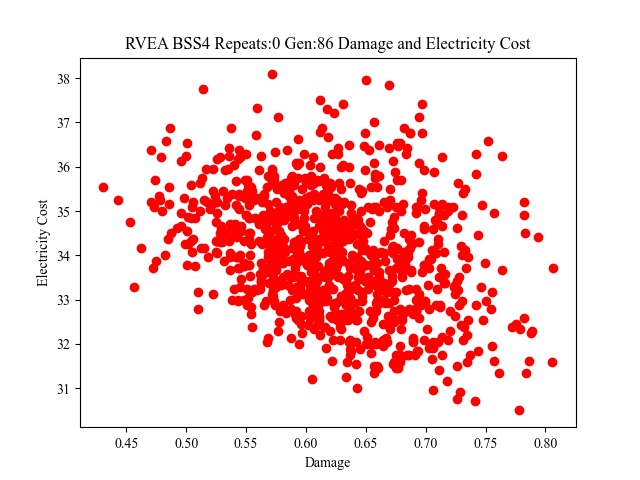 RVEA BSS4 Repeats:0 Gen:86 Damage and Electricity Cost
38
37
36
35
34
33
32
31
Electricity Cost
0.45 0.50 0.55 0.60 0.65 0.70 0.75 0.80
Damage